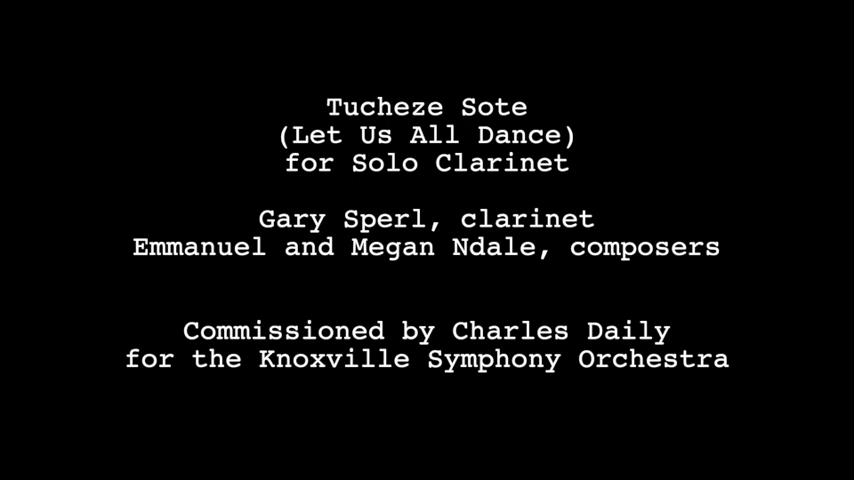 Tucheze Sote
(Let Us All Dance)
for Solo Clarinet
Gary Sperl, clarinet
Emmanuel and Megan Ndale, composers
Commissioned by Charles Daily
for the Knoxville Symphony Orchestra